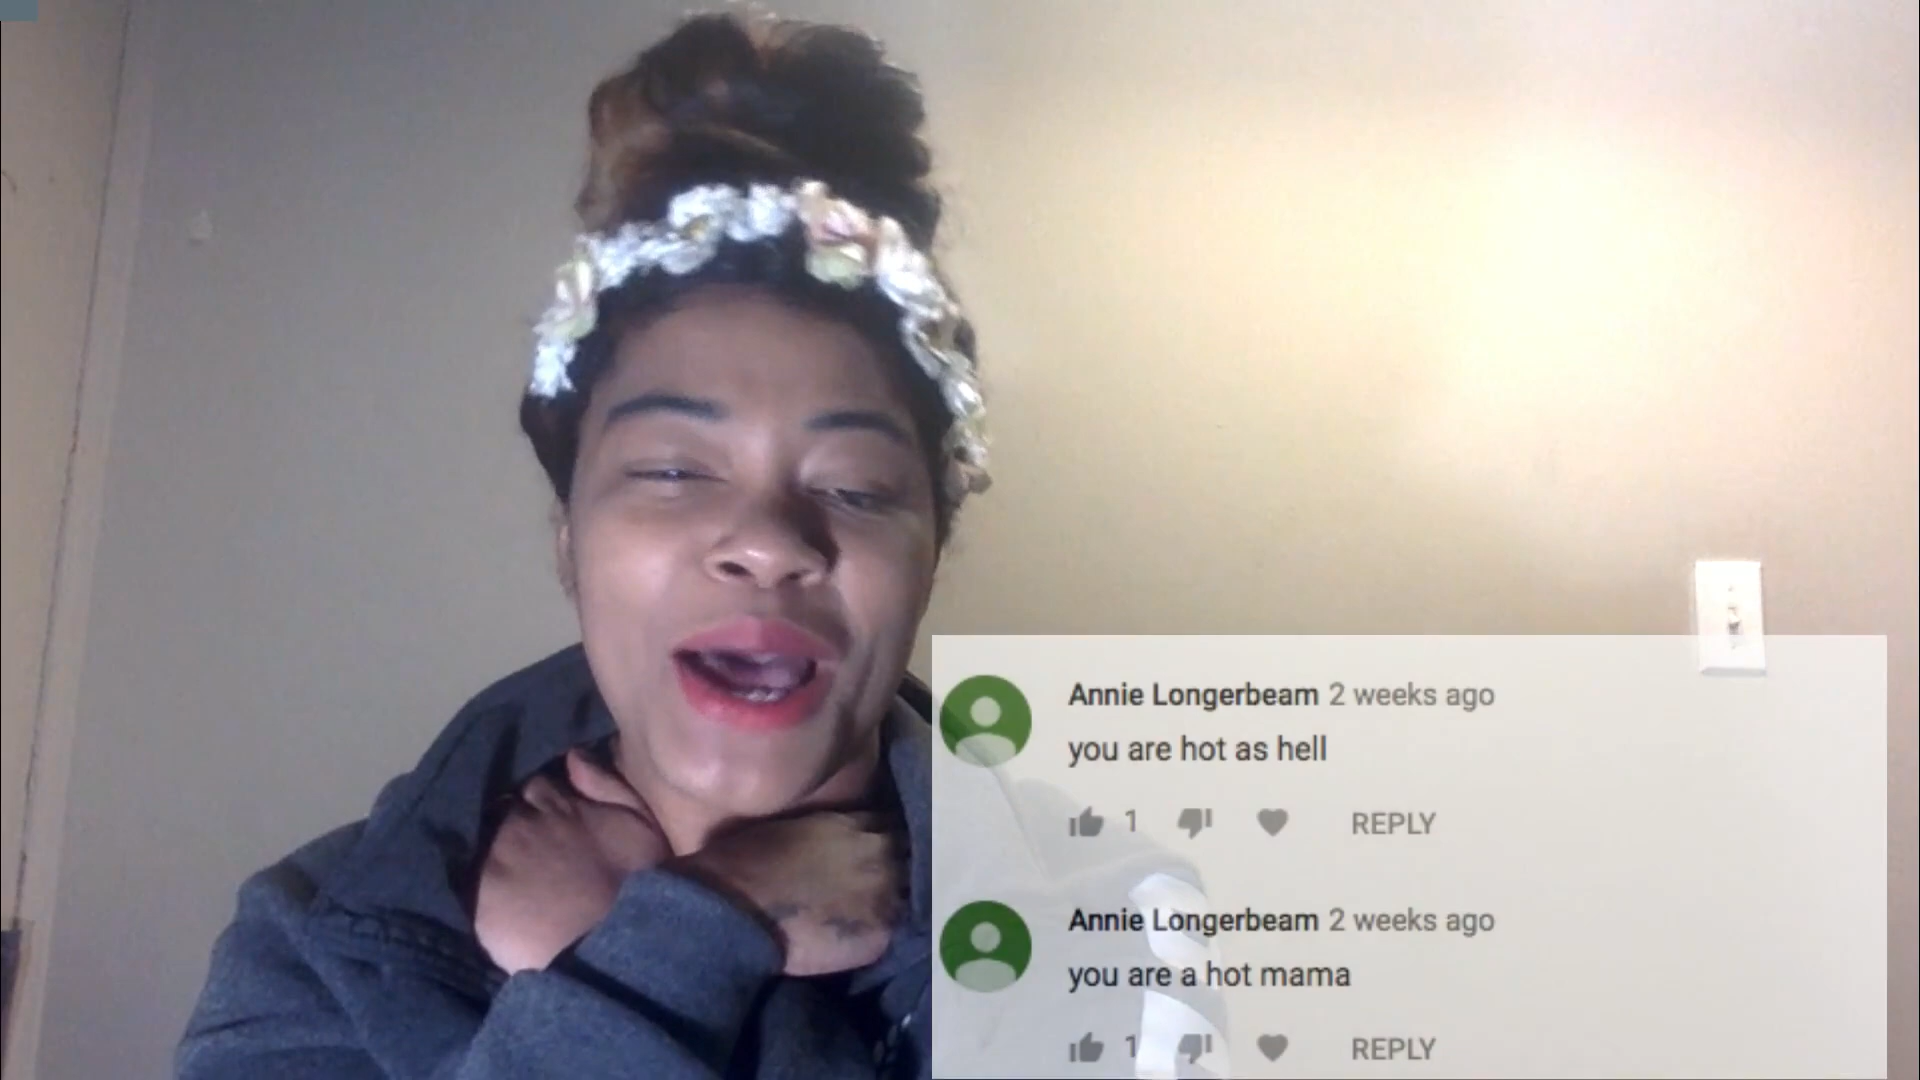 Annie Longerbeam 2 weeks ago
you are hot as hell
1 REPLY
Annie Longerbeam 2 weeks ago
you are a hot mama
1 REPLY